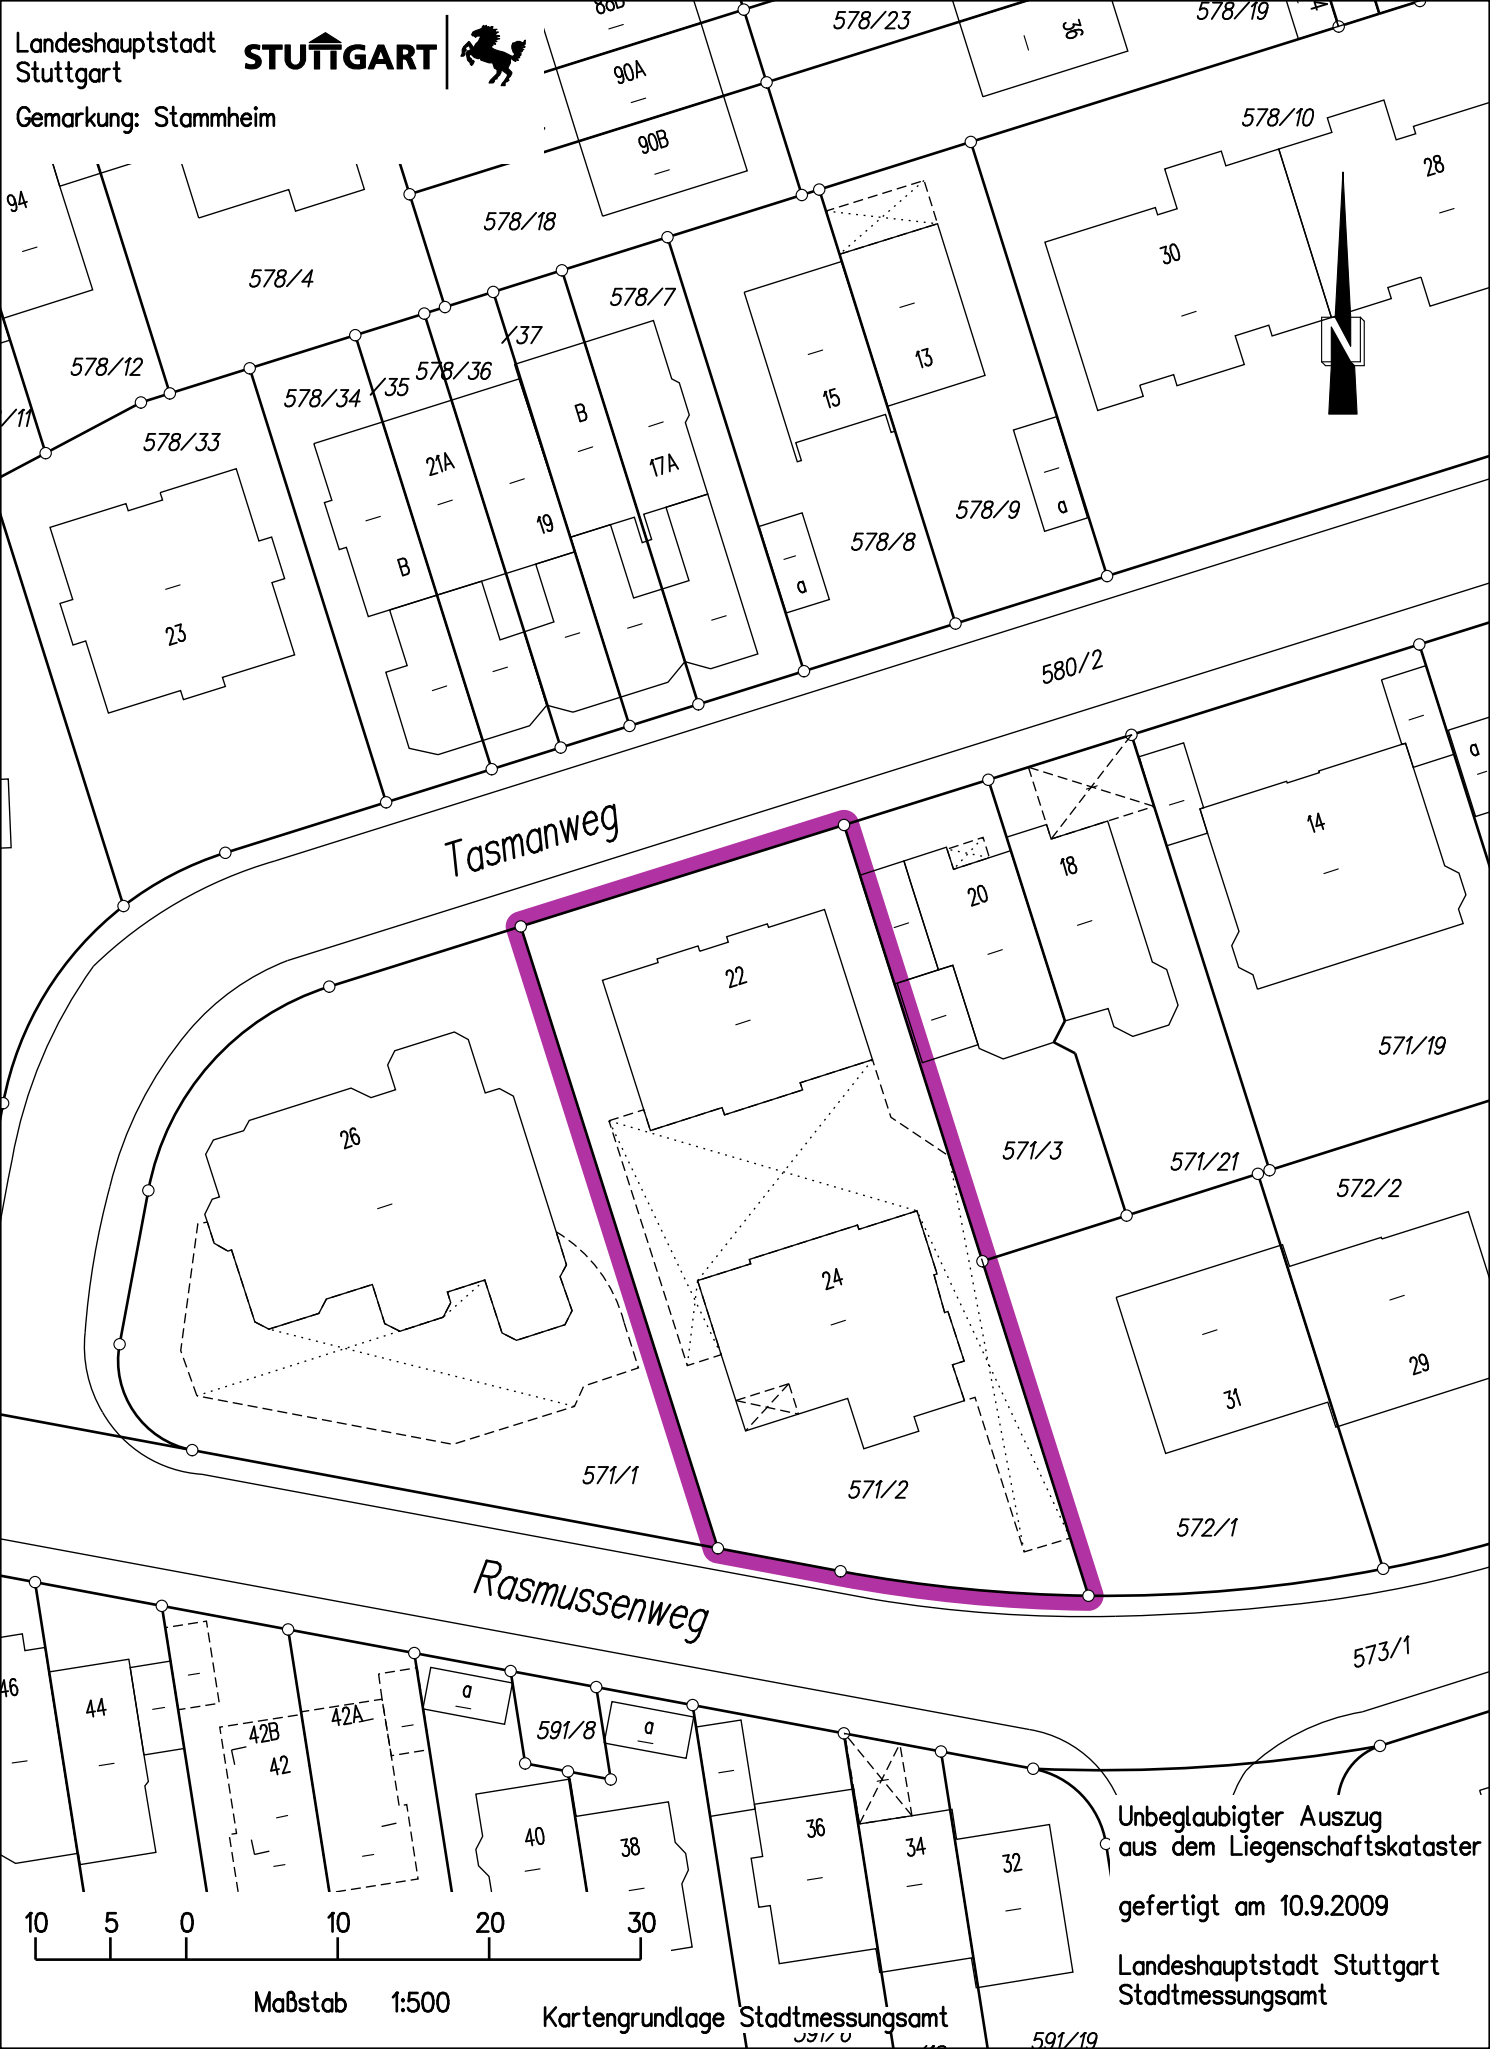 Landeshauptstadt
Stuttgart
STUTTGART
Gemarkung: Stammheim
90A
90B
578/23
36
578/19
578/10
28
94
578/18
578/4
578/7
30
/37
578/12
578/36
/35
578/34
15
13
N
/11
578/33
B
21A
17A
19
578/9
a
578/8
B
a
23
580/2
Tasmanweg
14
a
18
20
22
571/19
26
571/3
571/21
572/2
24
29
31
571/1
571/2
572/1
Rasmussenweg
573/1
46
44
42B
42A
42
a
591/8
a
40
38
36
34
32
Unbeglaubigter Auszug
aus dem Liegenschaftskataster
gefertigt am 10.9.2009
Landeshauptstadt Stuttgart
Stadtmessungsamt
10 5 0 10 20 30
Maßstab 1:500
Kartengrundlage Stadtmessungsamt
591/19